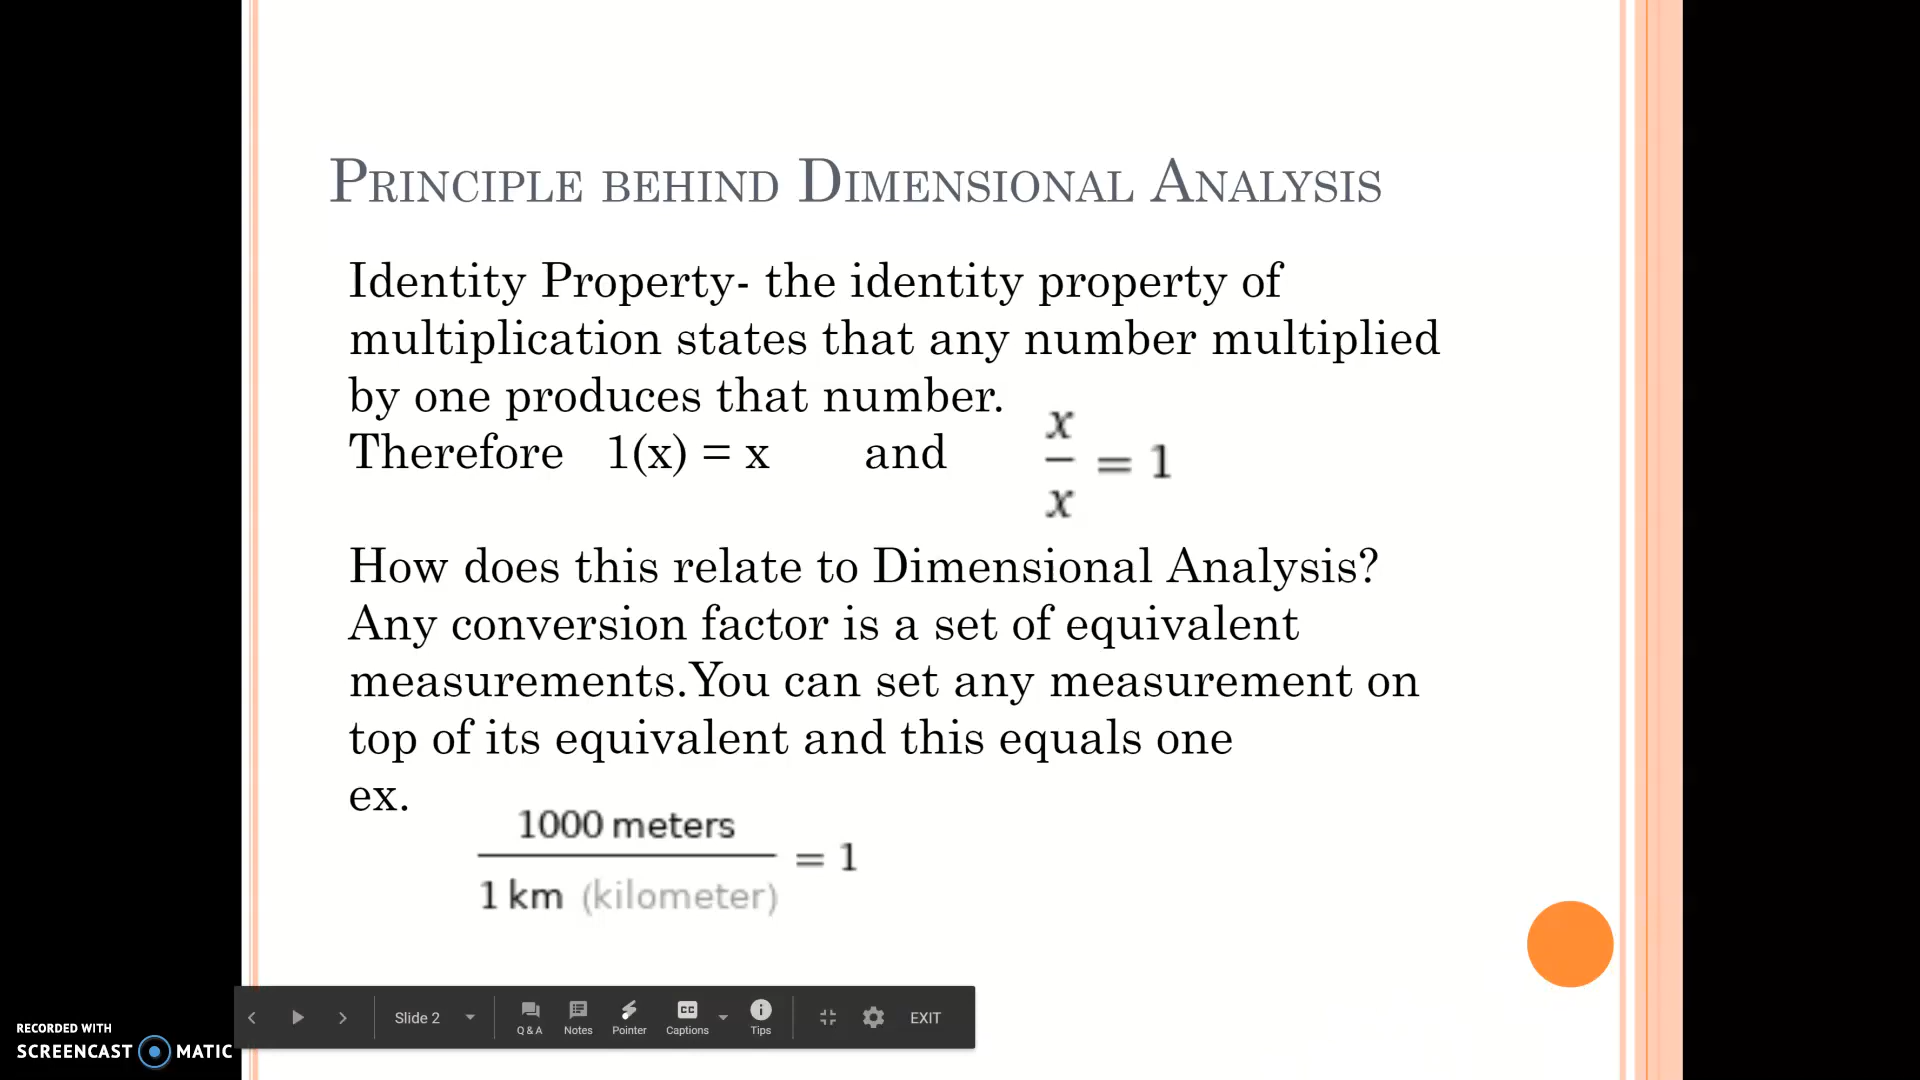 Principle behind Dimensional Analysis
Identity Property- the identity property of
multiplication states that any number multiplied
by one produces that number.
Therefore 1(x) = x and x/x = 1
How does this relate to Dimensional Analysis?
Any conversion factor is a set of equivalent
measurements.You can set any measurement on
top of its equivalent and this equals one
ex.
1000 meters
= 1
1 km (kilometer)
Slide 2
Q & A Notes Pointer Captions Tips EXIT
RECORDED WITH
SCREENCAST MATIC